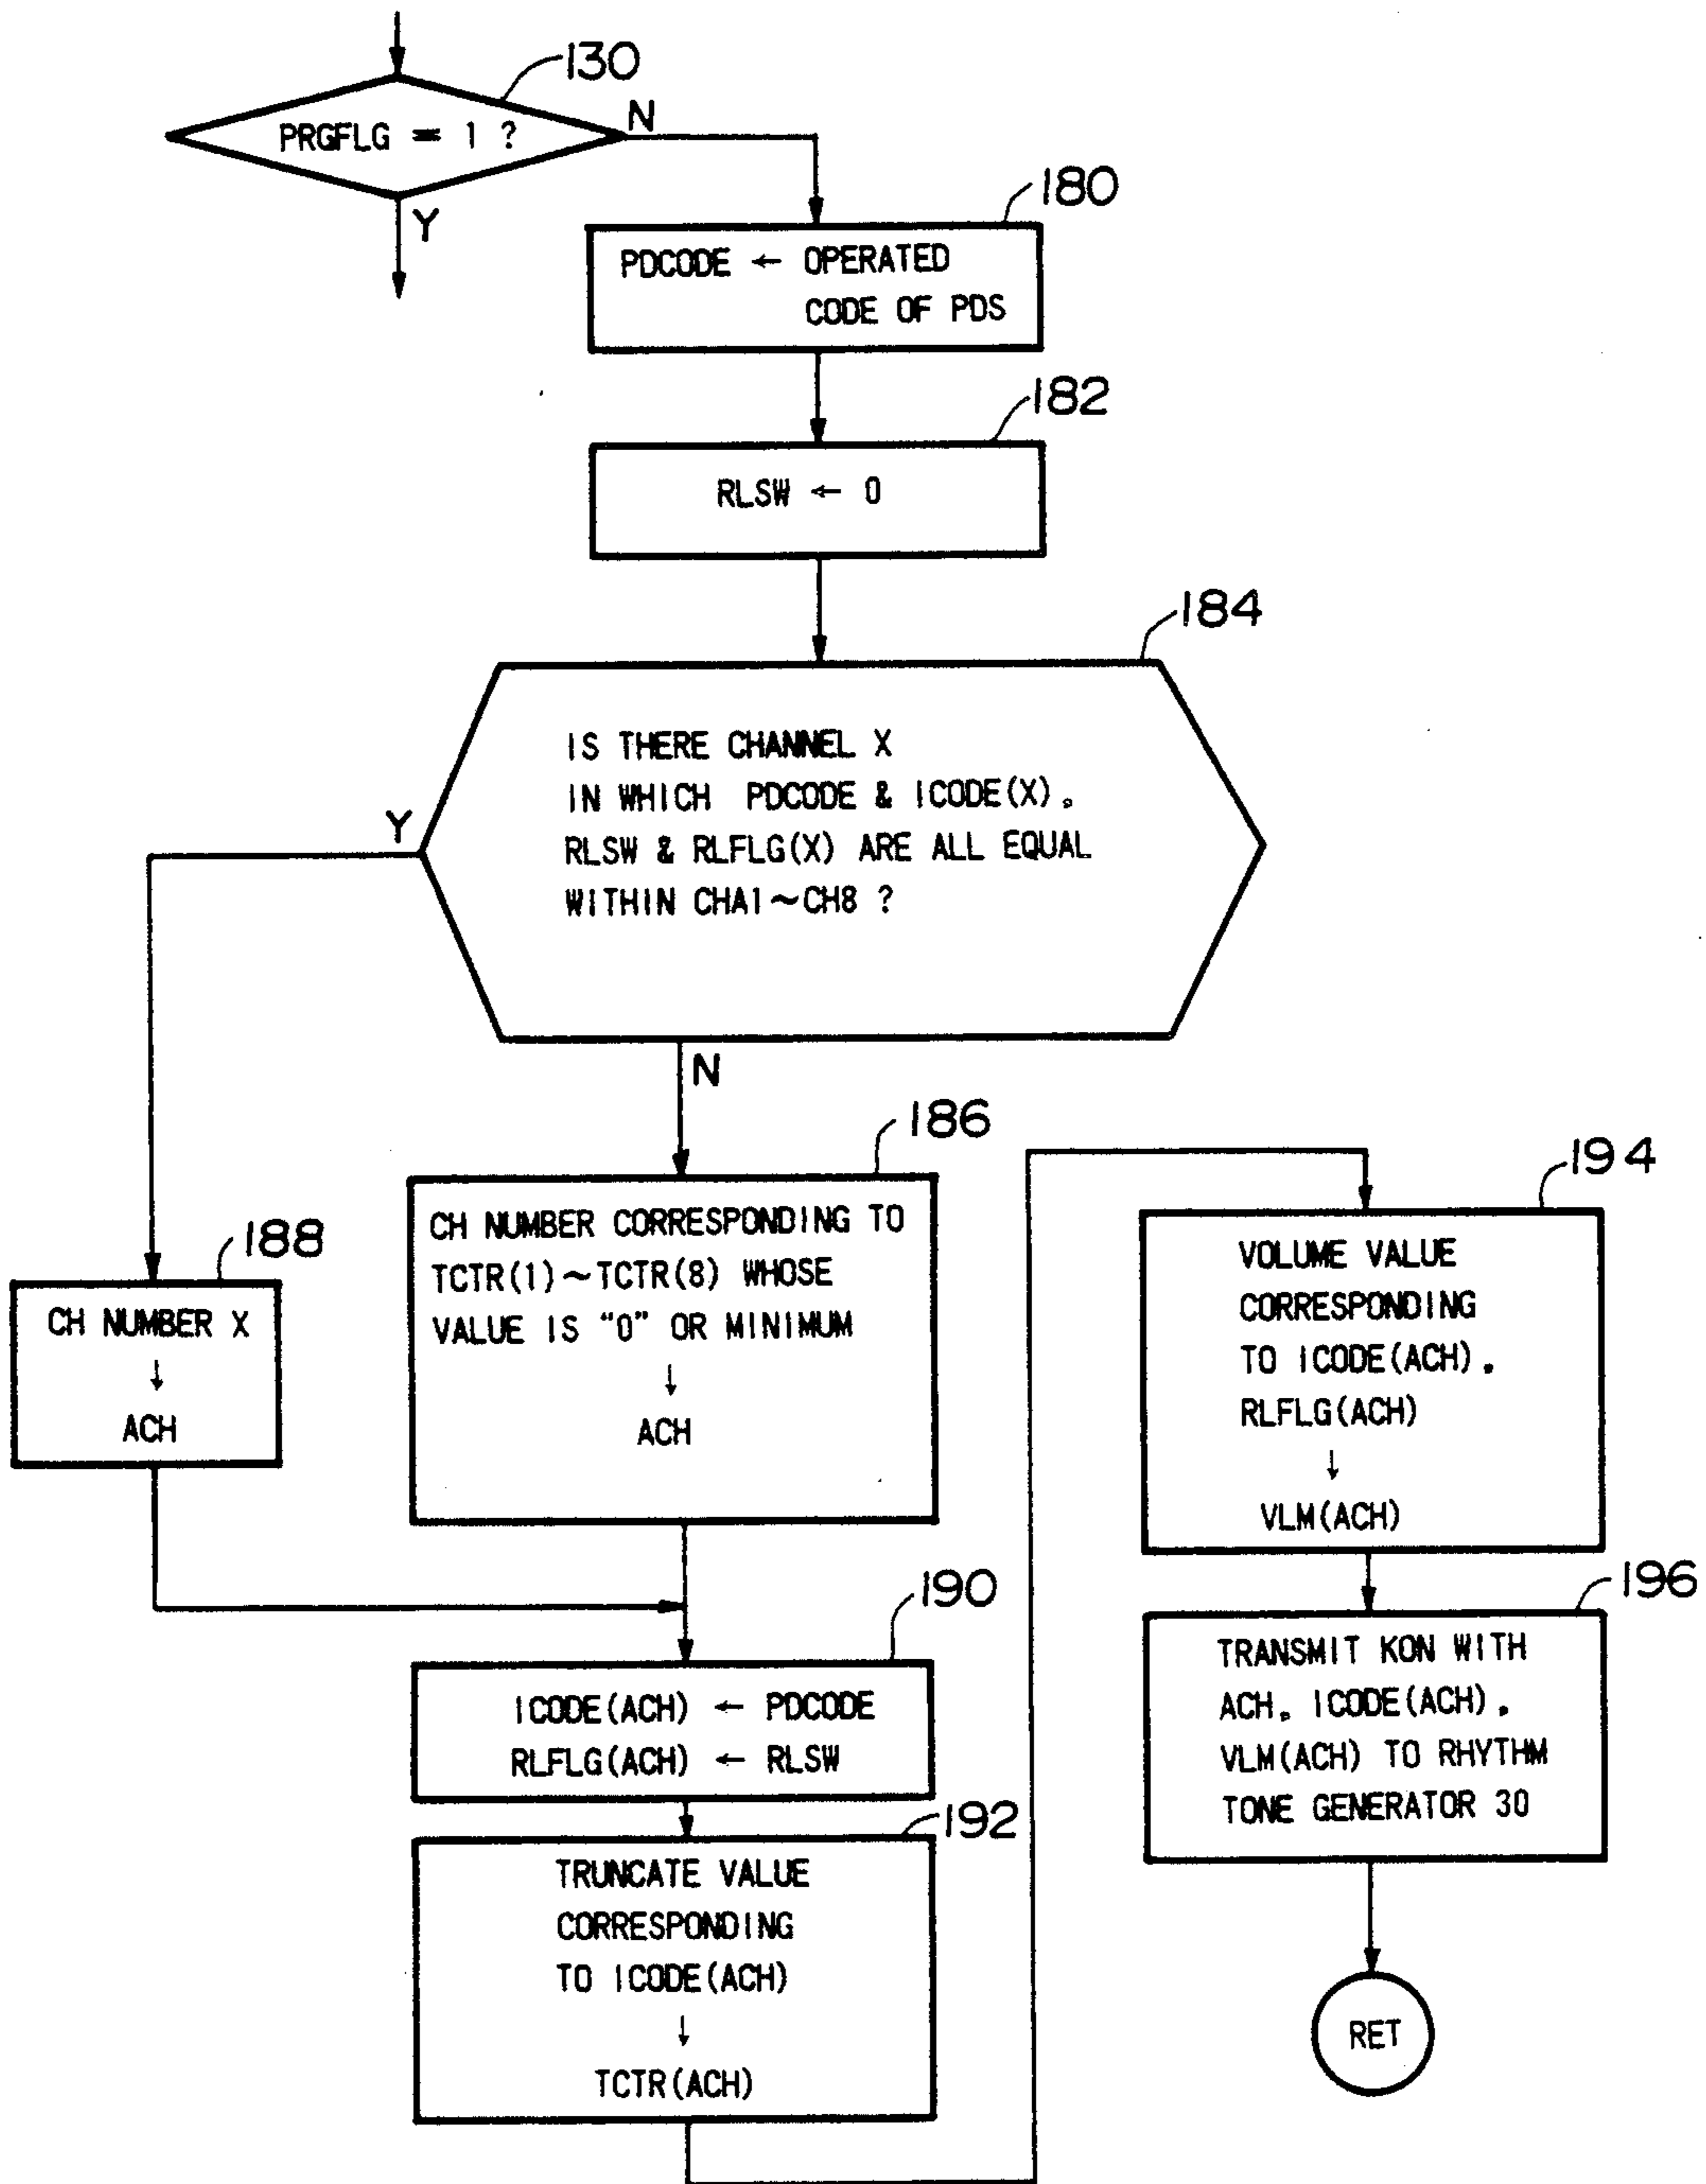 130
PRGFLG = 1 ?
N
Y
180
PDCODE ← OPERATED
CODE OF PDS
182
RLSW ← 0
184
IS THERE CHANNEL X
IN WHICH PDCODE & ICODE(X).
RLSW & RLFLG(X) ARE ALL EQUAL
WITHIN CHA1~CH8 ?
Y
N
188
CH NUMBER X
↓
ACH
186
CH NUMBER CORRESPONDING TO
TCTR(1)~TCTR(8) WHOSE
VALUE IS "0" OR MINIMUM
↓
ACH
190
ICODE(ACH) ← PDCODE
RLFLG(ACH) ← RLSW
192
TRUNCATE VALUE
CORRESPONDING
TO ICODE(ACH)
↓
TCTR(ACH)
194
VOLUME VALUE
CORRESPONDING
TO ICODE(ACH).
RLFLG(ACH)
↓
VLM(ACH)
196
TRANSMIT KON WITH
ACH. ICODE(ACH).
VLM(ACH) TO RHYTHM
TONE GENERATOR 30
RET